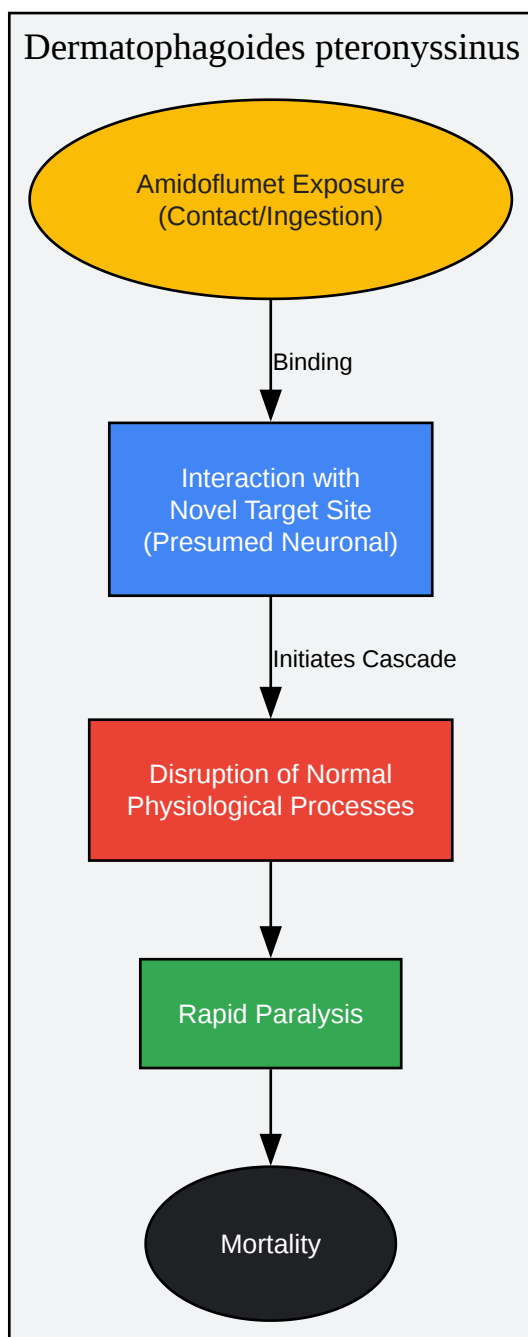 Dermatophagoides pteronyssinus
Amidoflumet Exposure
(Contact/Ingestion)
Binding
Interaction with
Novel Target Site
(Presumed Neuronal)
Initiates Cascade
Disruption of Normal
Physiological Processes
Rapid Paralysis
Mortality